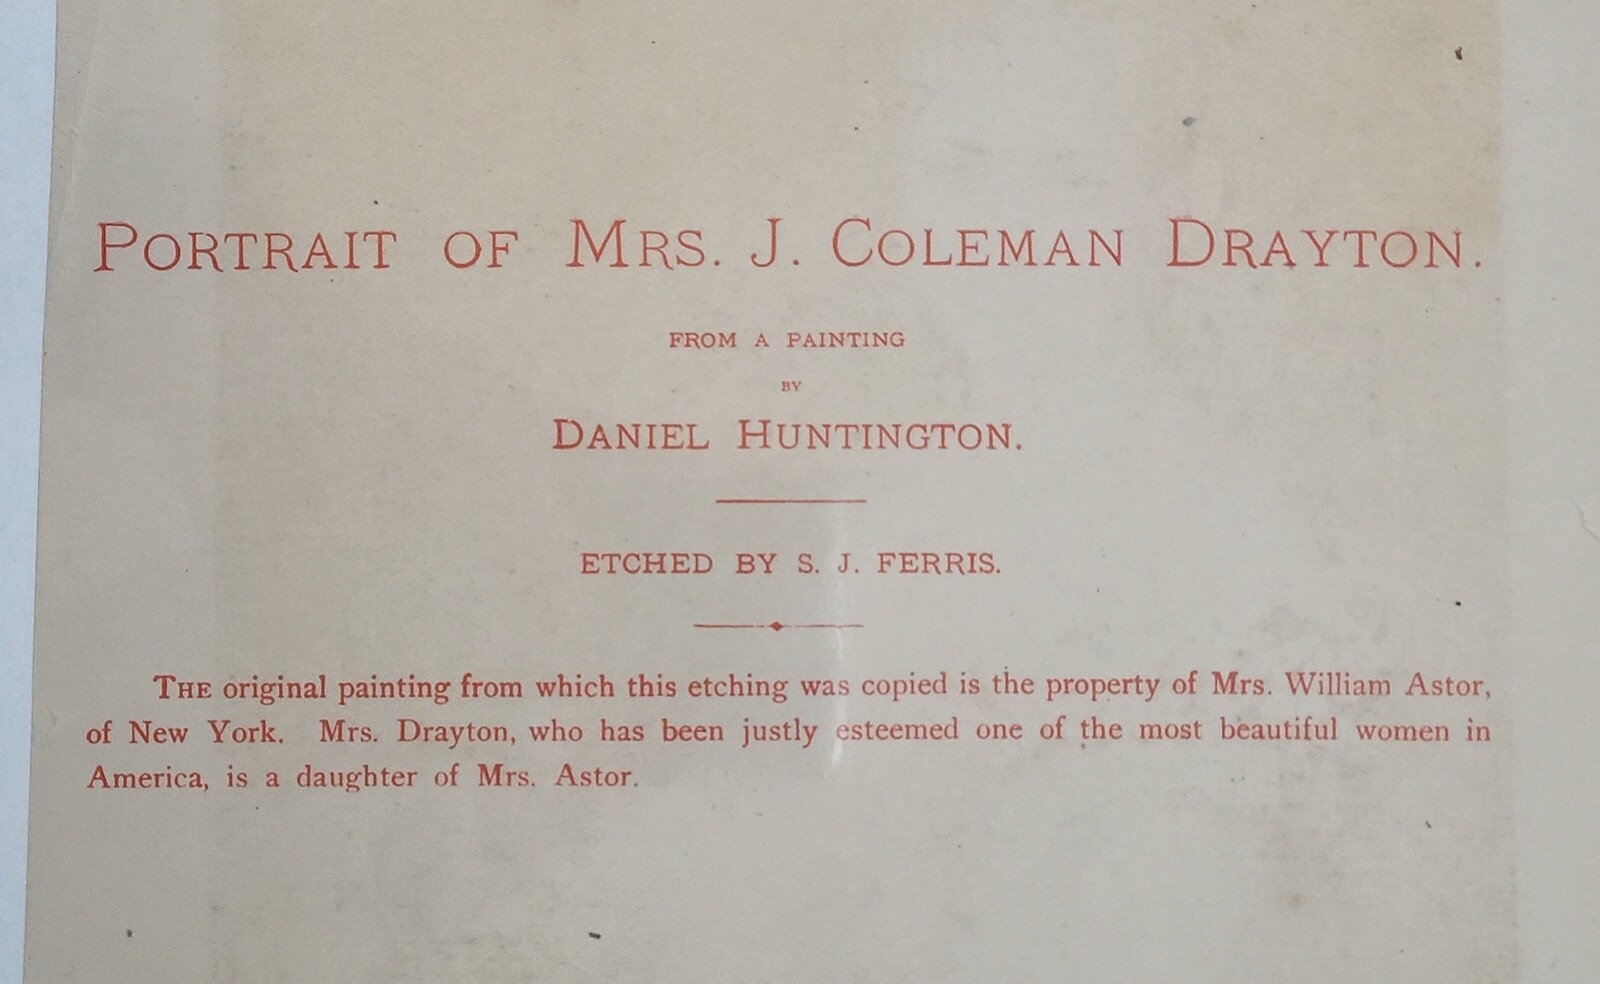 PORTRAIT OF MRS. J. COLEMAN DRAYTON.
FROM A PAINTING
BY
DANIEL HUNTINGTON.
ETCHED BY S. J. FERRIS.
THE original painting from which this etching was copied is the property of Mrs. William Astor,
of New York. Mrs. Drayton, who has been justly esteemed one of the most beautiful women in
America, is a daughter of Mrs. Astor.